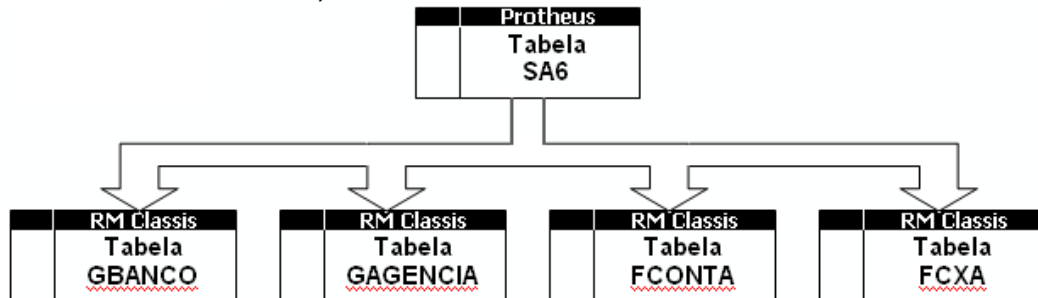 Protheus
Tabela
SA6
RM Classis
Tabela
GBANCO
RM Classis
Tabela
GAGENCIA
RM Classis
Tabela
FCONTA
RM Classis
Tabela
FCXA